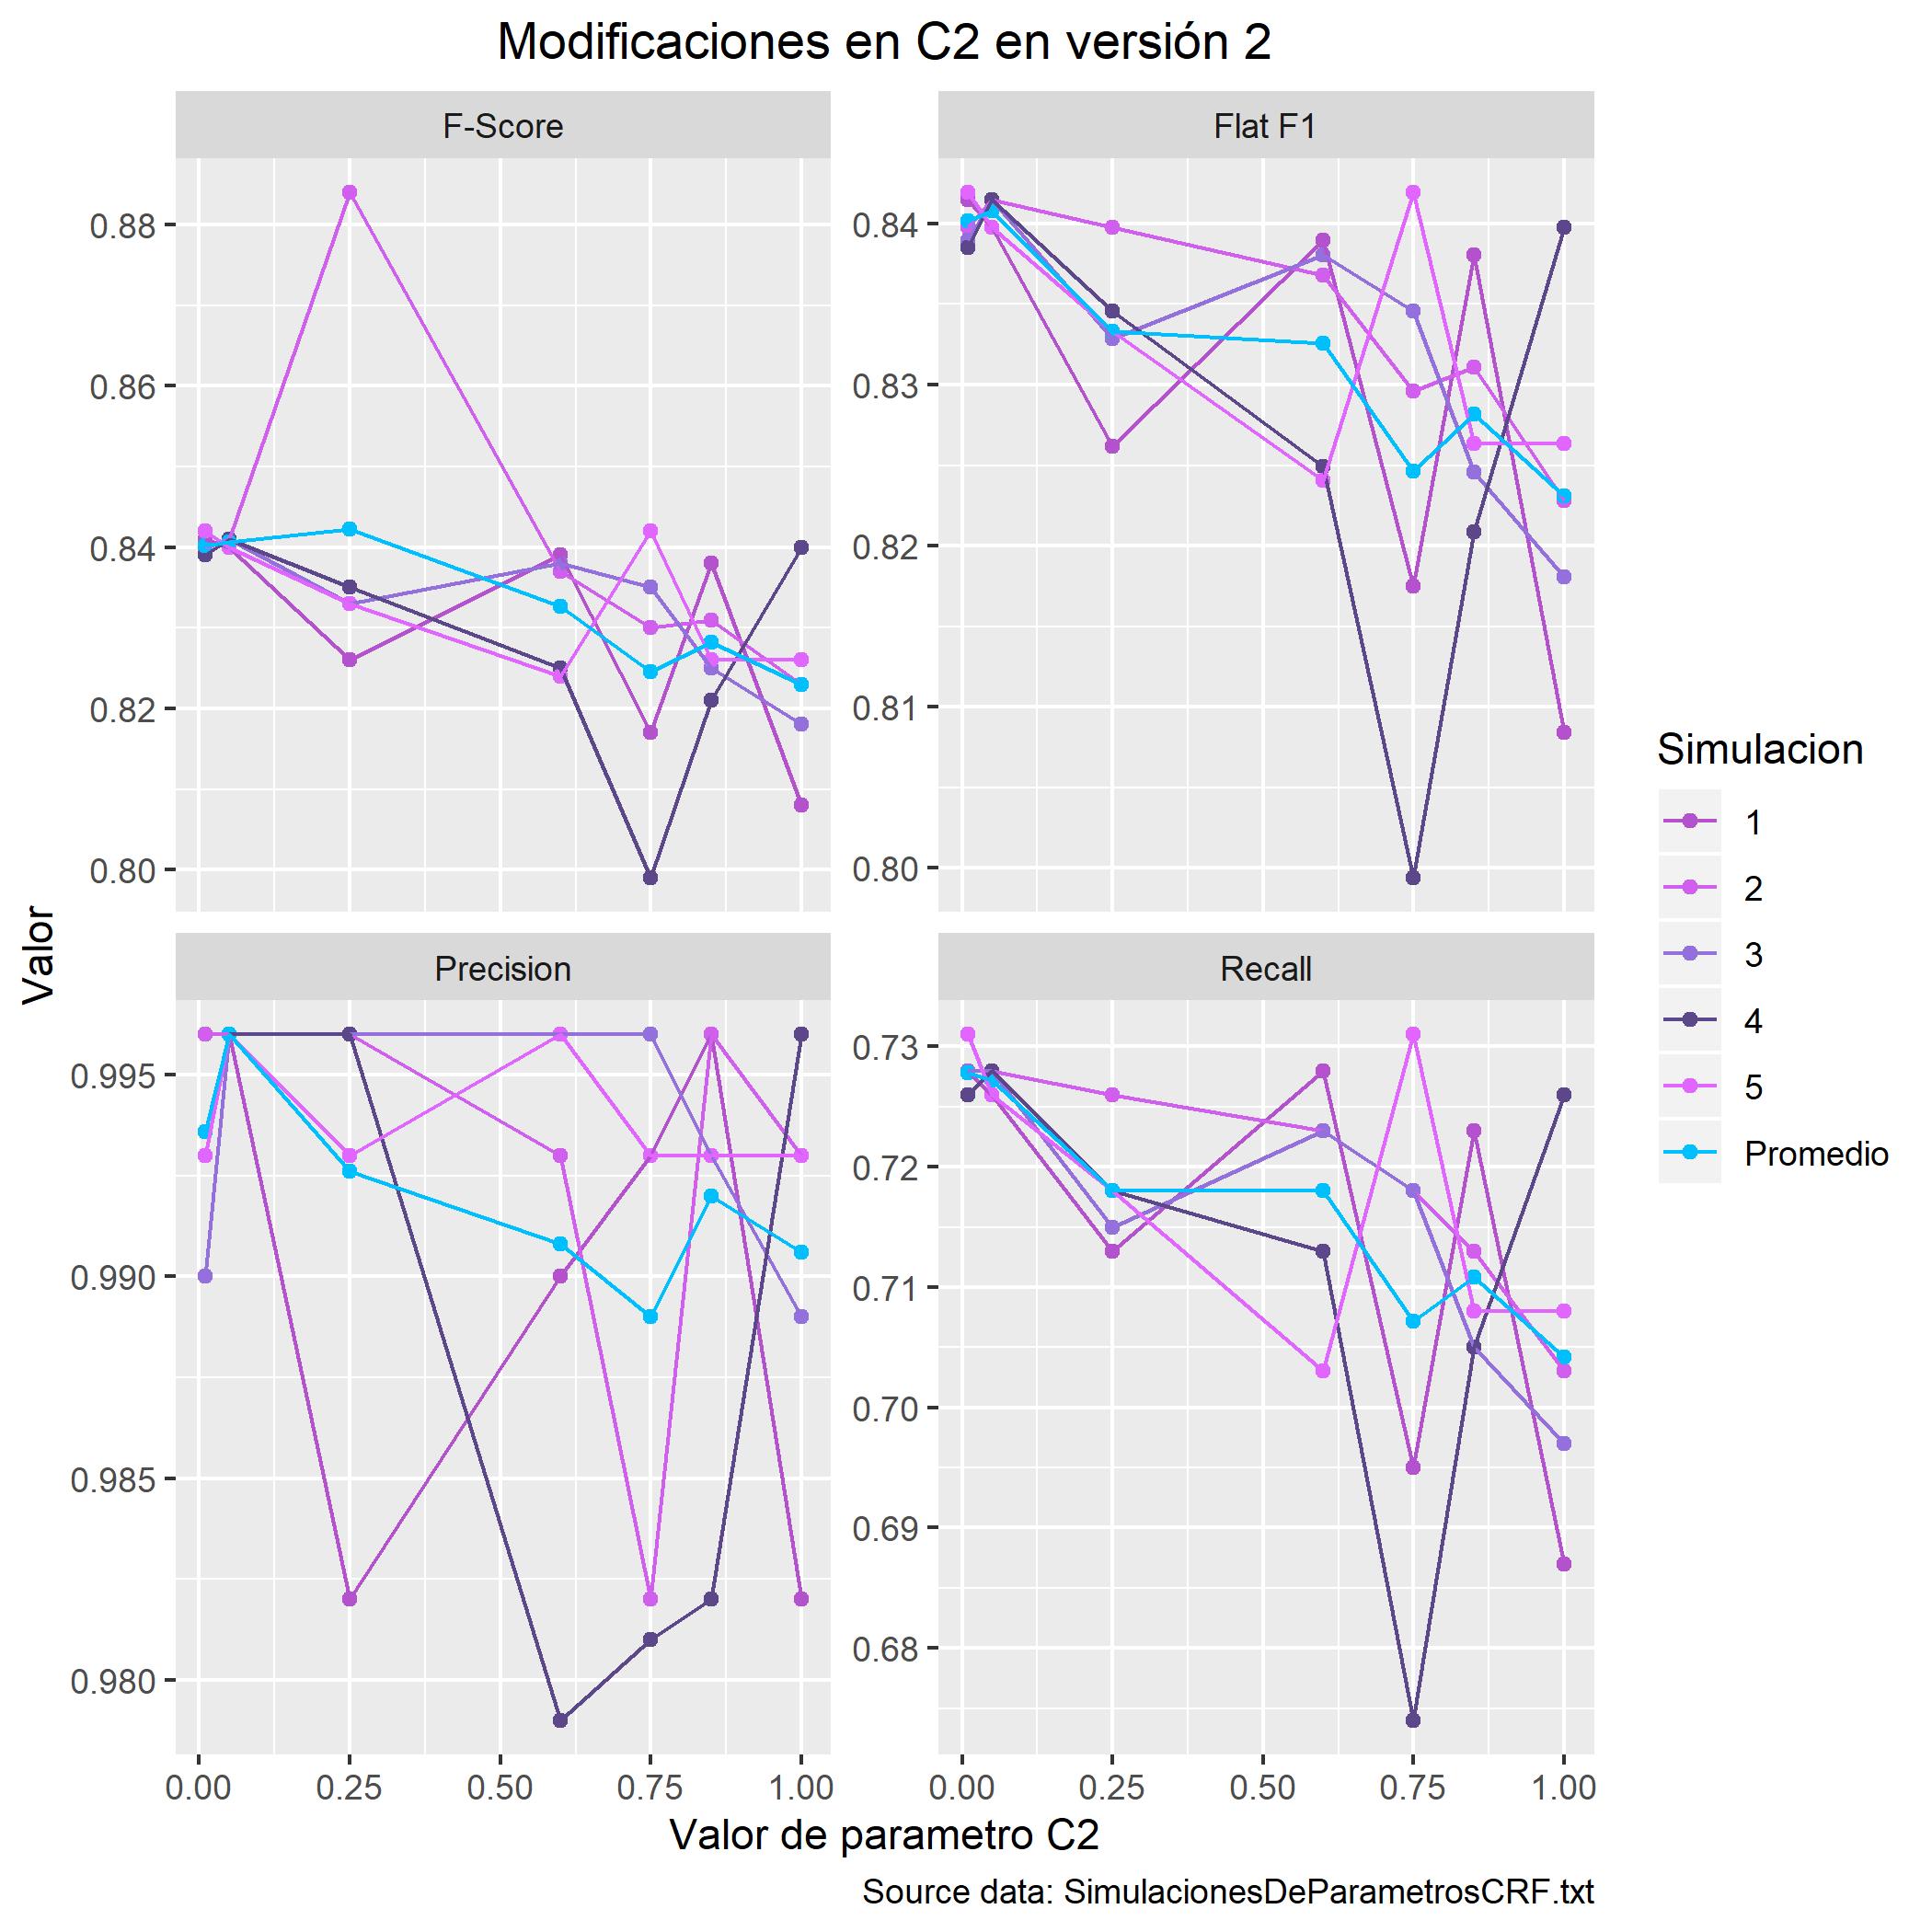 Modificaciones en C2 en versión 2
F-Score
Flat F1
0.88
0.86
0.84
0.82
0.80
0.84
0.83
0.82
0.81
0.80
Valor
Precision
Recall
0.995
0.990
0.985
0.980
0.73
0.72
0.71
0.70
0.69
0.68
0.00 0.25 0.50 0.75 1.00
0.00 0.25 0.50 0.75 1.00
Valor de parametro C2
Source data: SimulacionesDeParametrosCRF.txt
Simulacion
1
2
3
4
5
Promedio